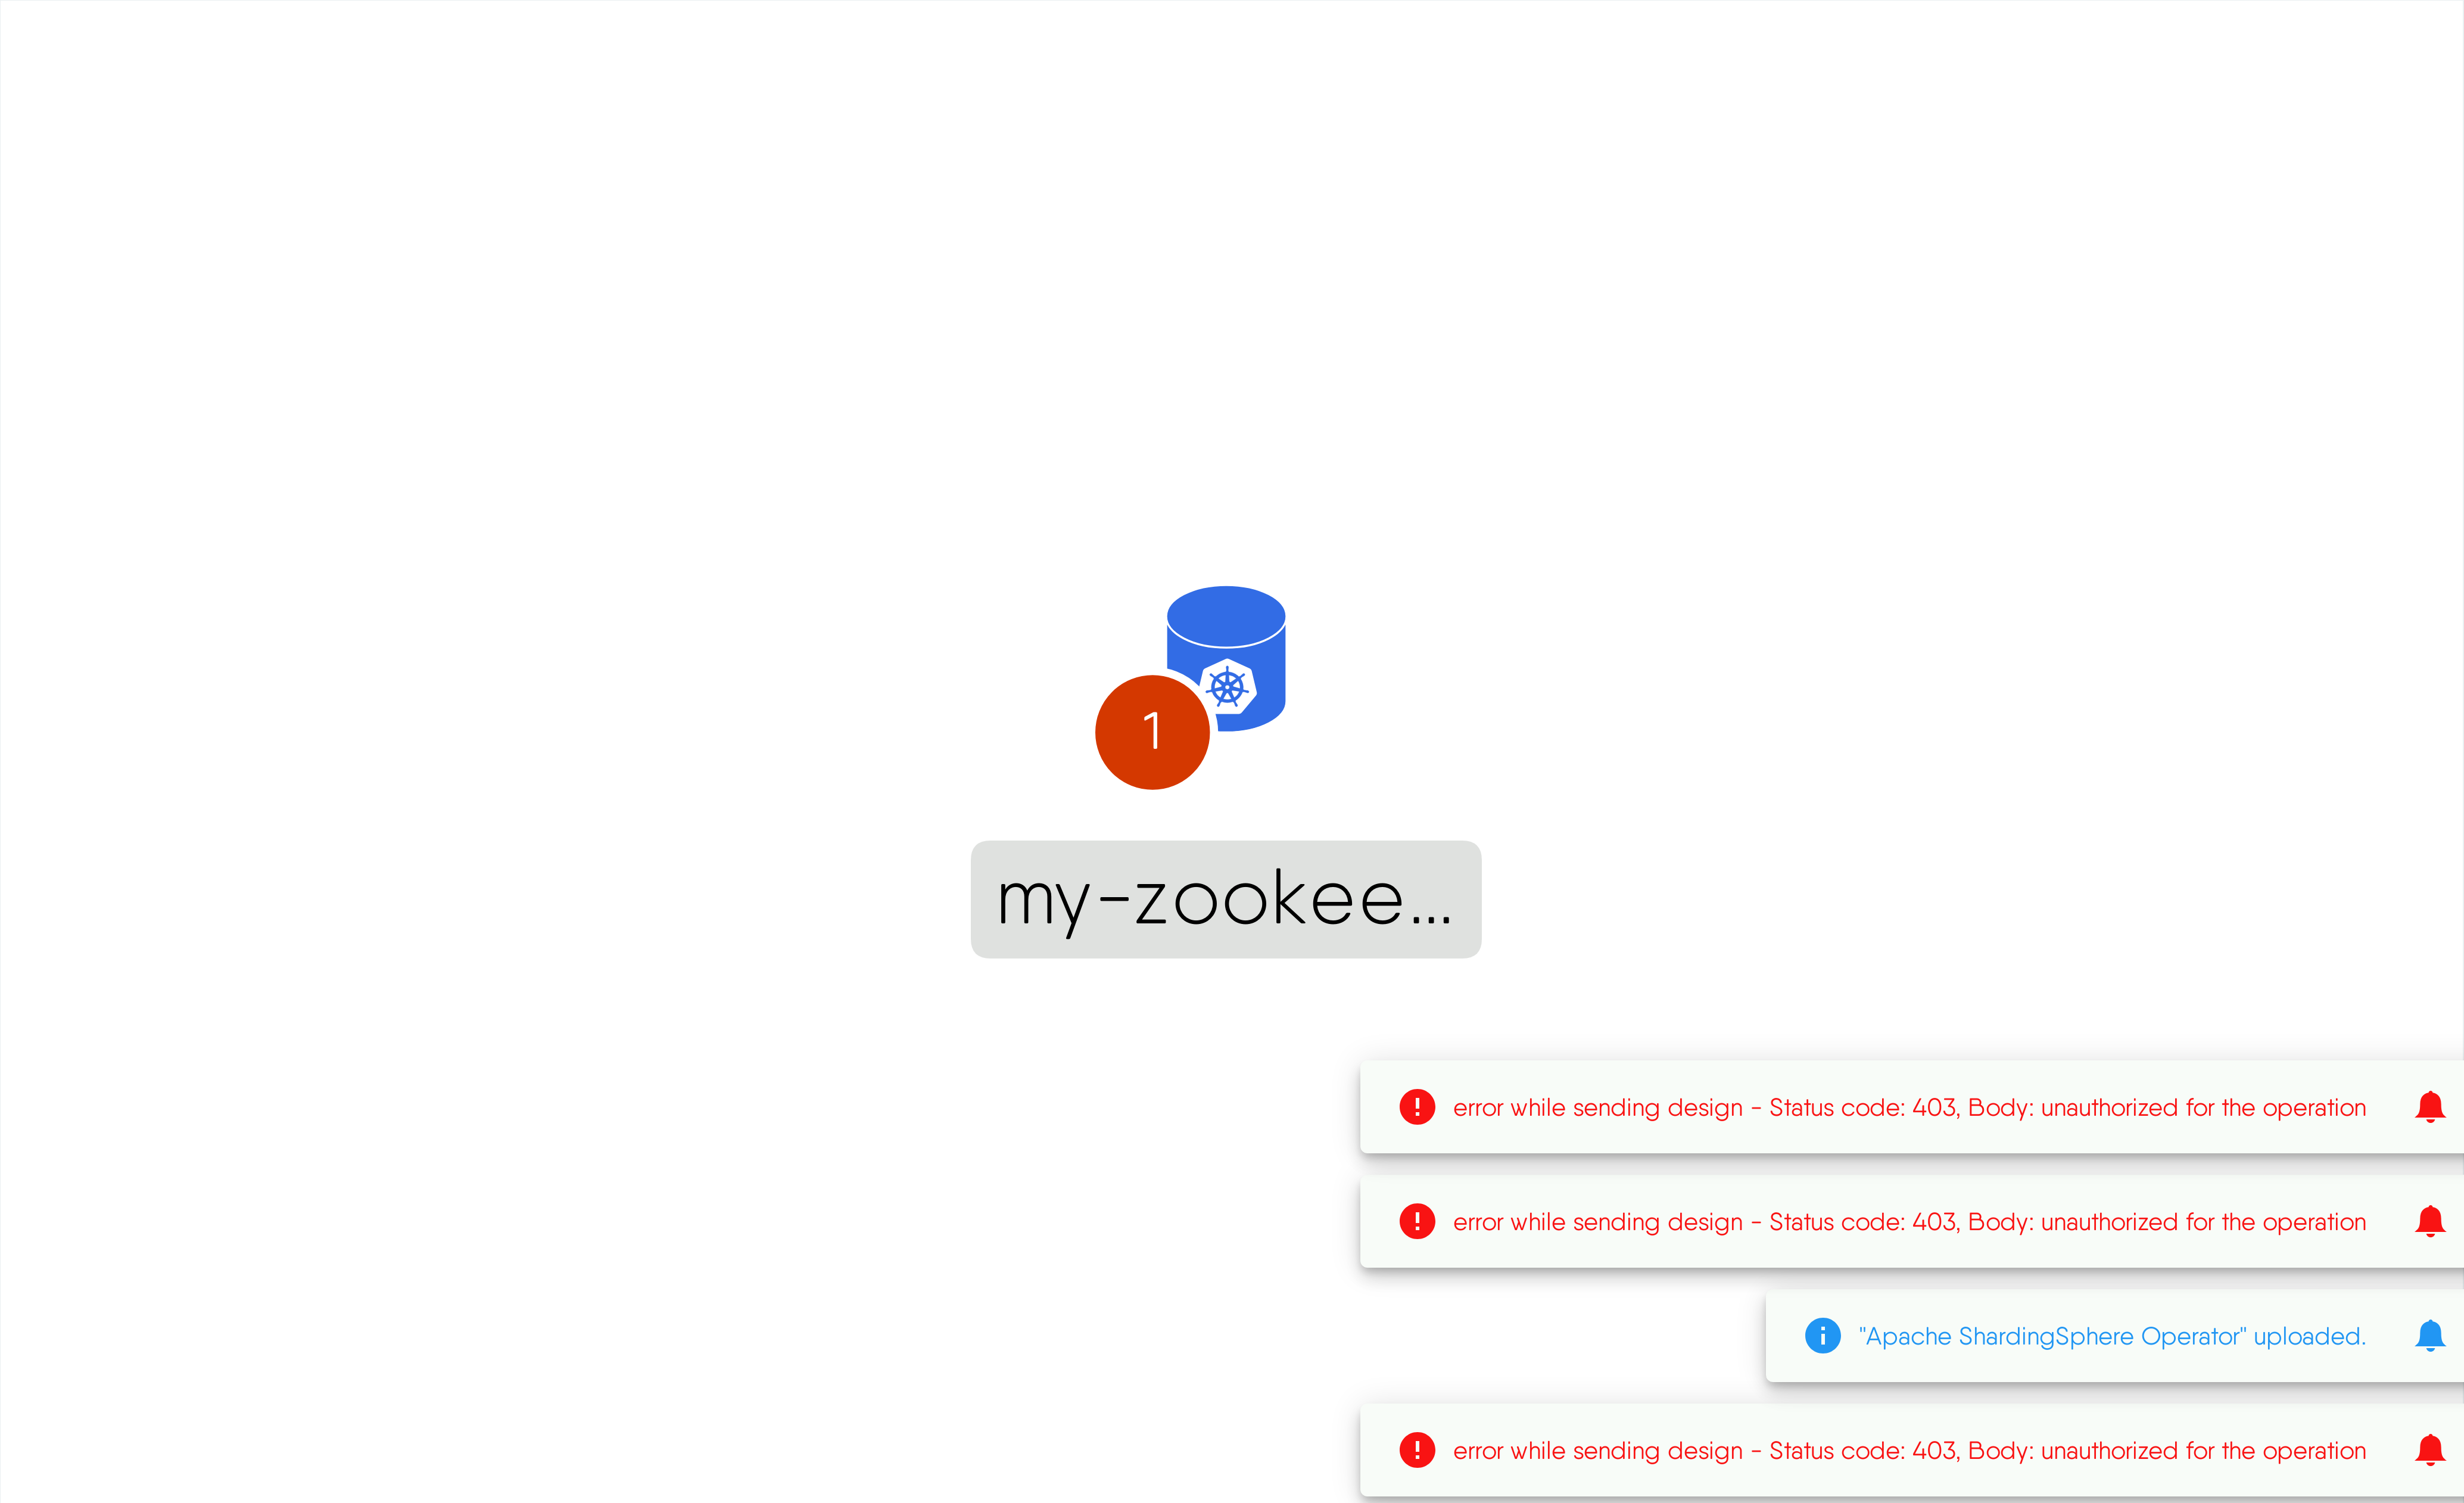 1
my-zookee...
error while sending design - Status code: 403, Body: unauthorized for the operation
error while sending design - Status code: 403, Body: unauthorized for the operation
"Apache ShardingSphere Operator" uploaded.
error while sending design - Status code: 403, Body: unauthorized for the operation